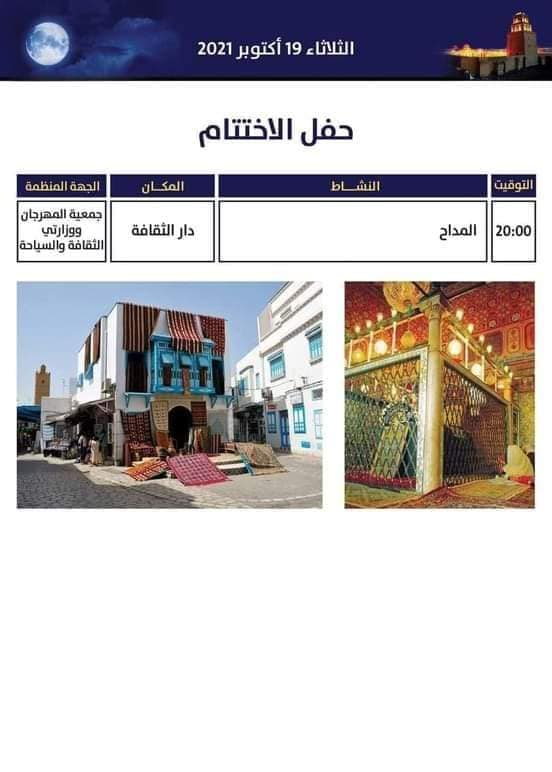 الثلاثاء 19 أكتوبر 2021
حفل الاختتام
التوقيت
النشـــاط
المكـــان
الجهة المنظمة
20:00
المداح
دار الثقافة
جمعية المهرجان
ووزارتي
الثقافة والسياحة